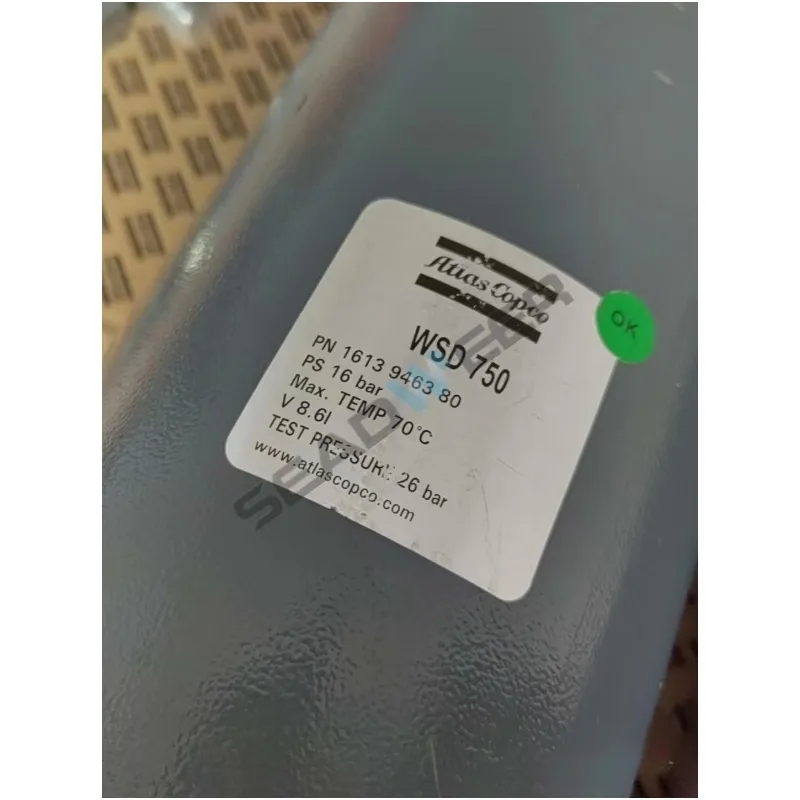 Atlas Copco
WSD 750
PN 1613 9463 80
PS 16 bar
Max. TEMP 70°C
V 8.6l
TEST PRESSURE 26 bar
www.atlascopco.com
OK
SEADWEER